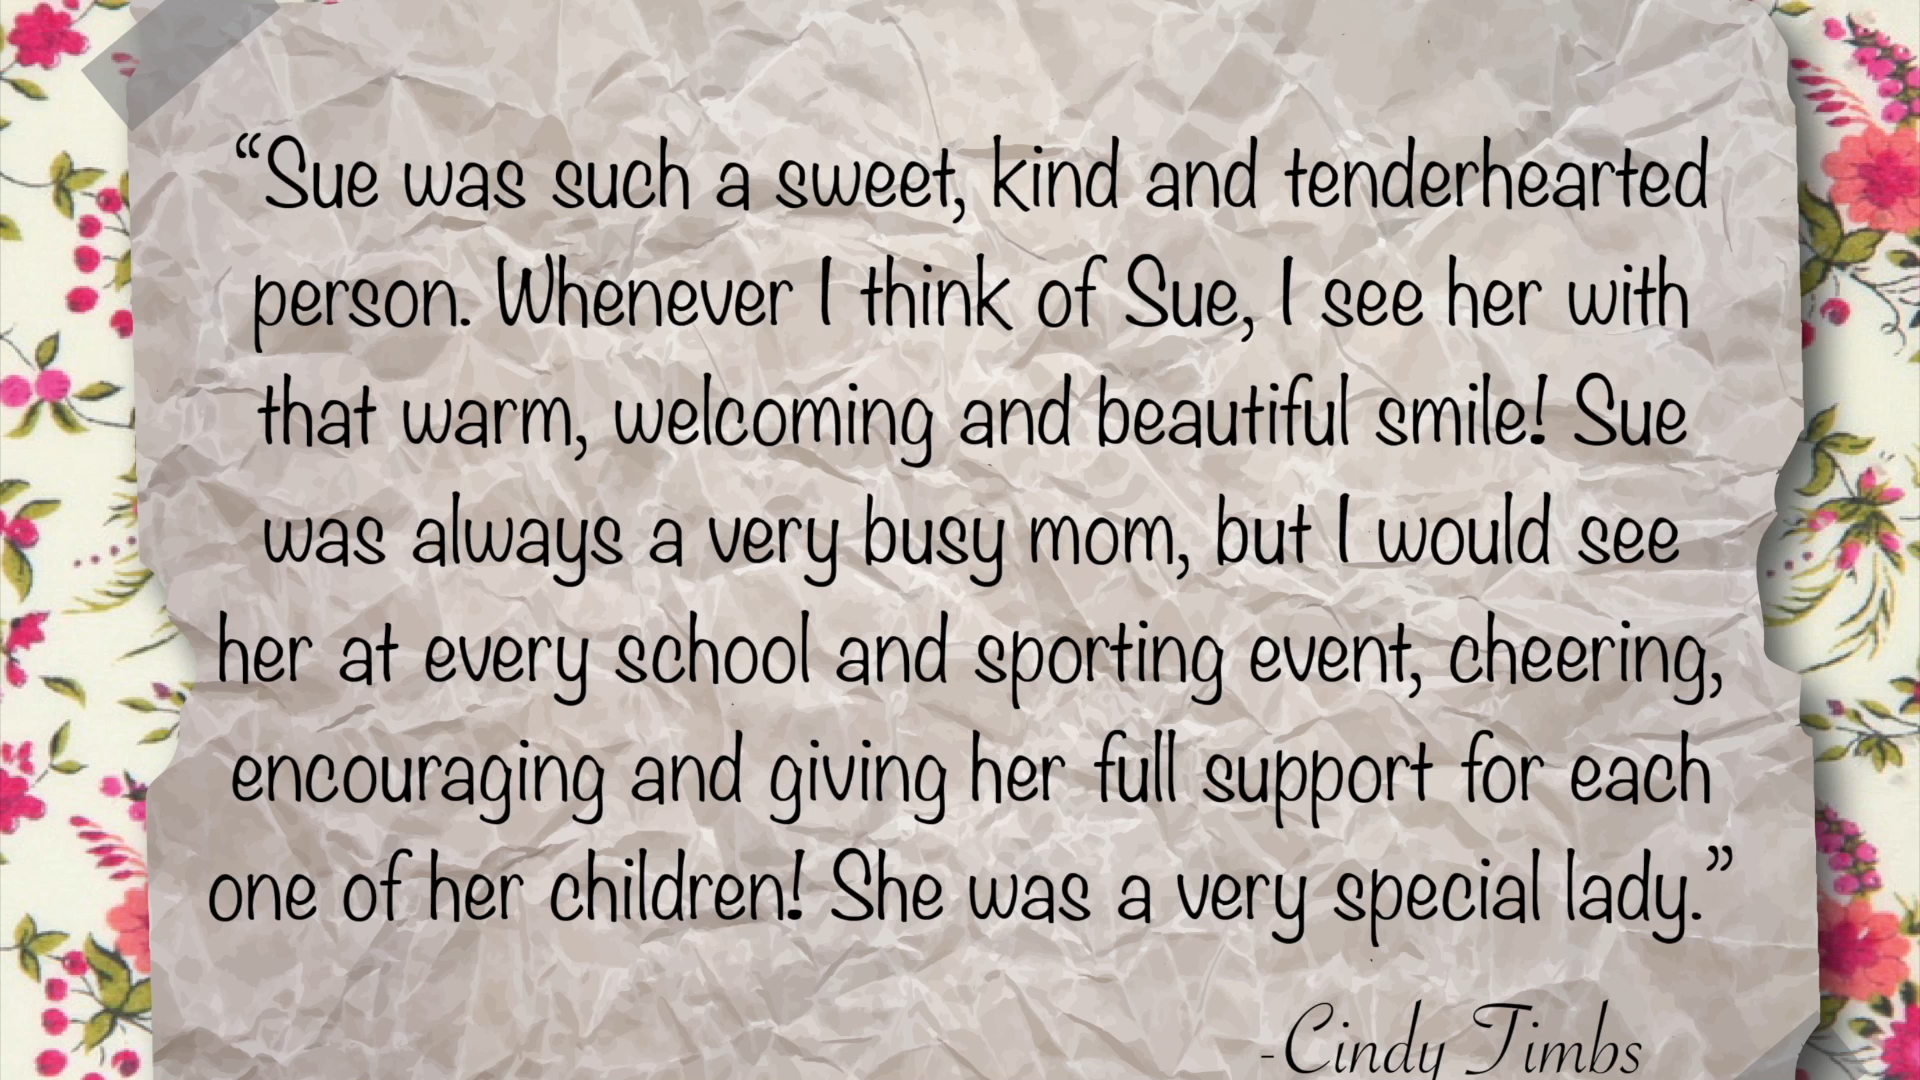 “Sue was such a sweet, kind and tenderhearted
person. Whenever I think of Sue, I see her with
that warm, welcoming and beautiful smile! Sue
was always a very busy mom, but I would see
her at every school and sporting event, cheering,
encouraging and giving her full support for each
one of her children! She was a very special lady.”
-Cindy Timbs